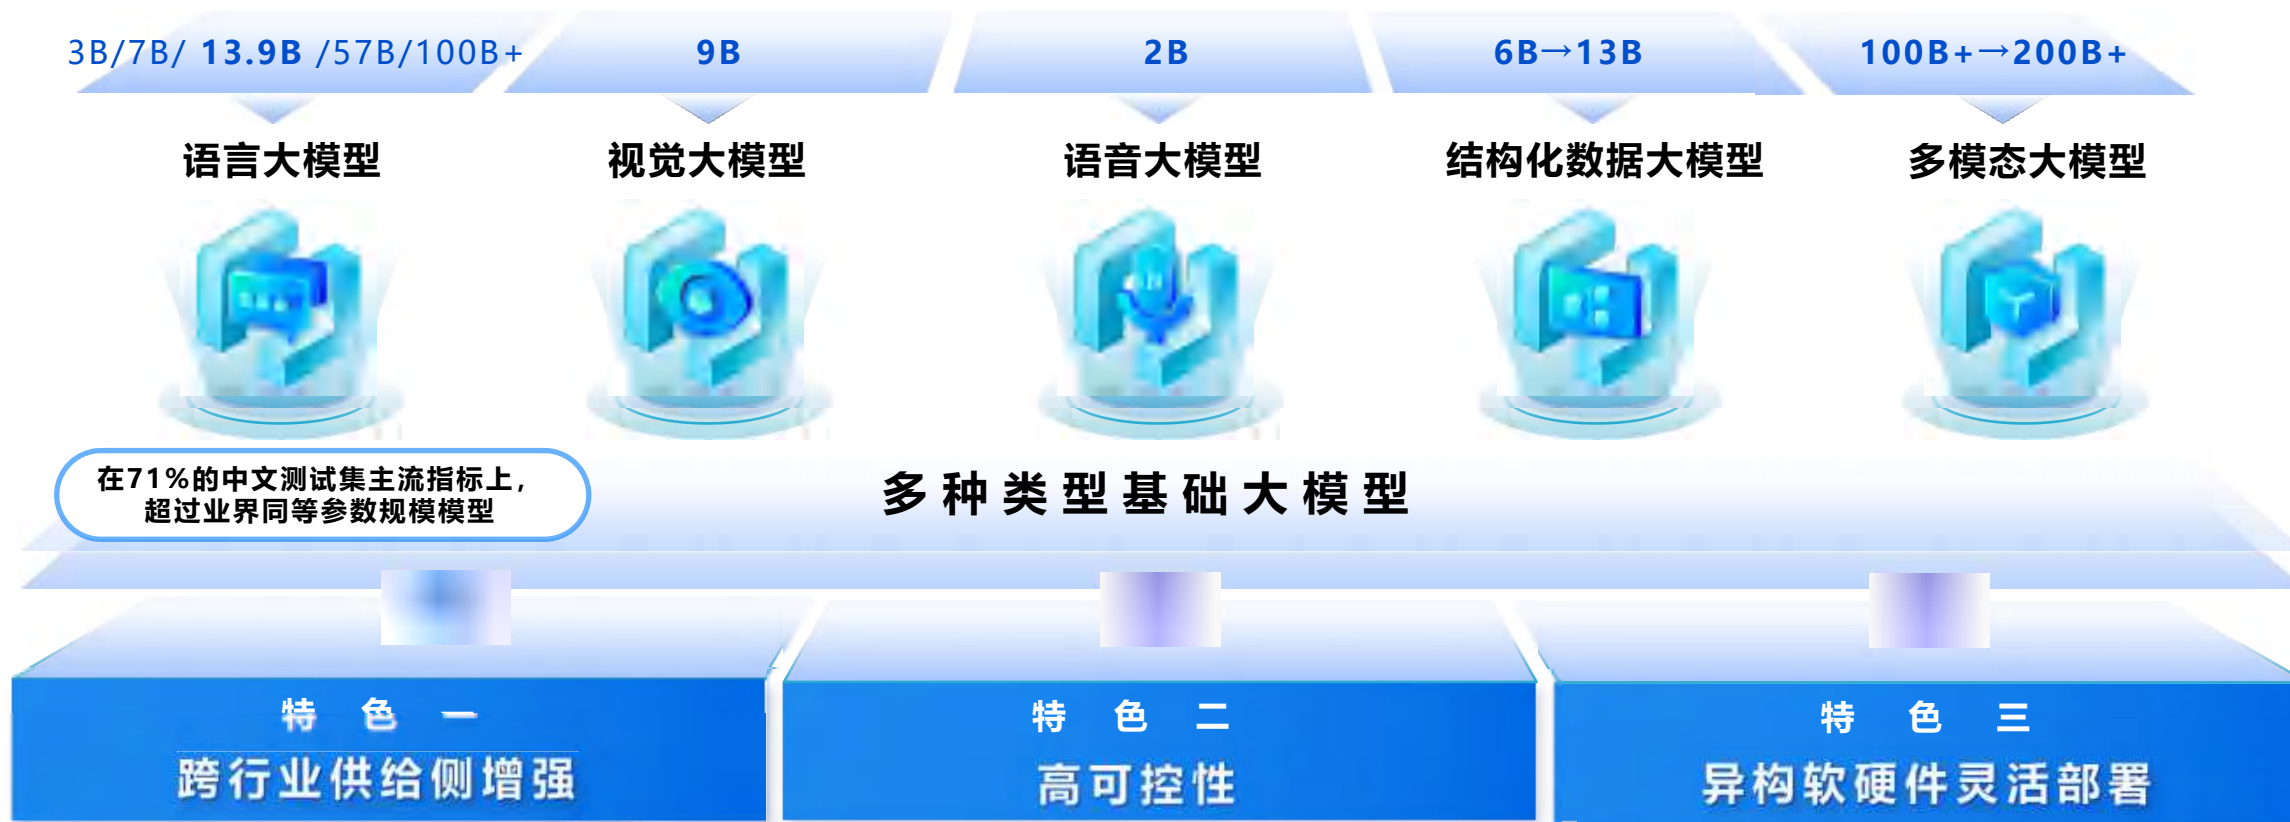 3B/7B/ 13.9B /57B/100B+
9B
2B
6B→13B
100B+→200B+
语言大模型
视觉大模型
语音大模型
结构化数据大模型
多模态大模型
在71%的中文测试集主流指标上，
超过业界同等参数规模模型
多种类型基础大模型
特色一
跨行业供给侧增强
特色二
高可控性
特色三
异构软硬件灵活部署